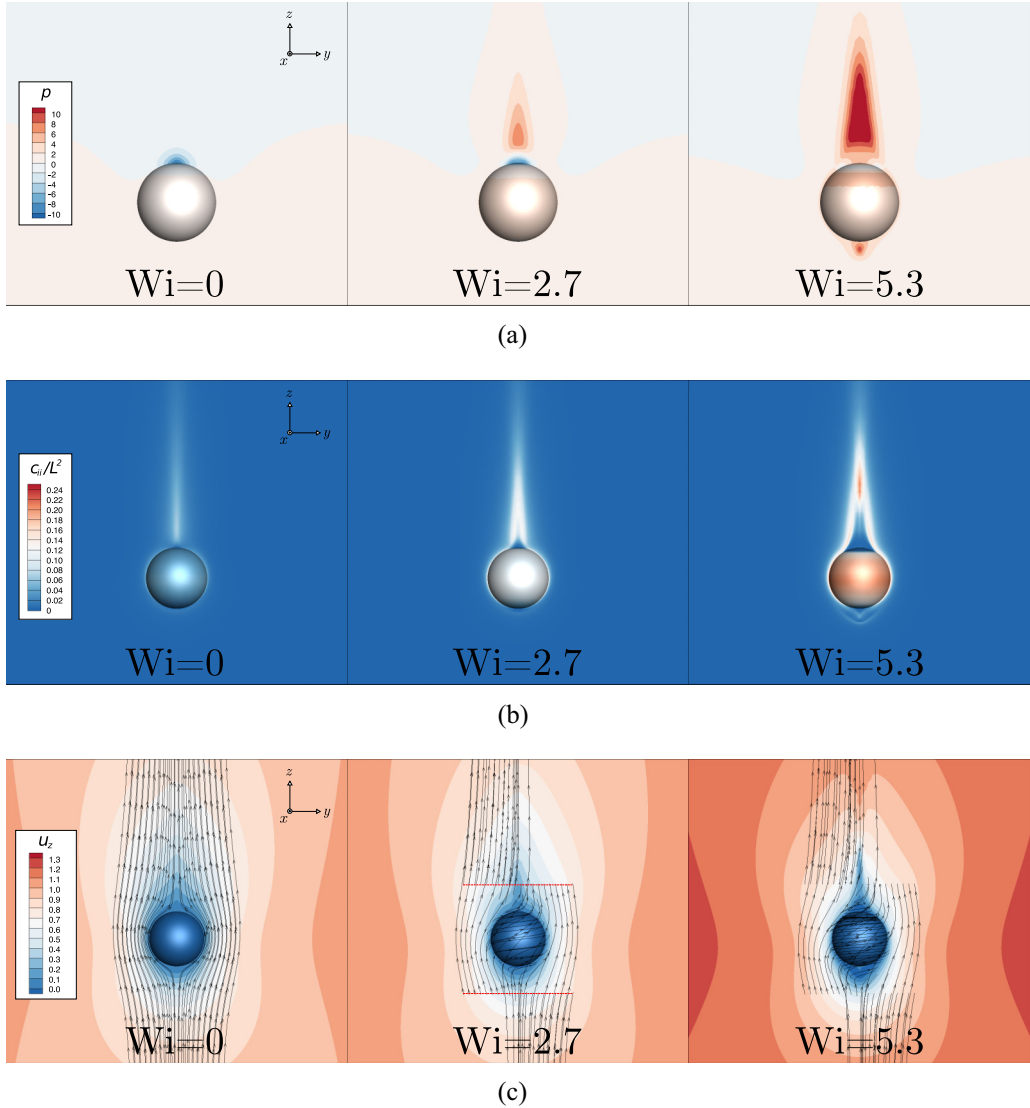 z
x
y
p
10
8
6
4
2
0
-2
-4
-6
-8
-10
Wi=0
Wi=2.7
Wi=5.3
(a)
z
x
y
c_ii/L^2
0.24
0.22
0.20
0.18
0.16
0.14
0.12
0.10
0.08
0.06
0.04
0.02
0
Wi=0
Wi=2.7
Wi=5.3
(b)
z
x
y
u_z
1.3
1.2
1.1
1.0
0.9
0.8
0.7
0.6
0.5
0.4
0.3
0.2
0.1
0.0
Wi=0
Wi=2.7
Wi=5.3
(c)